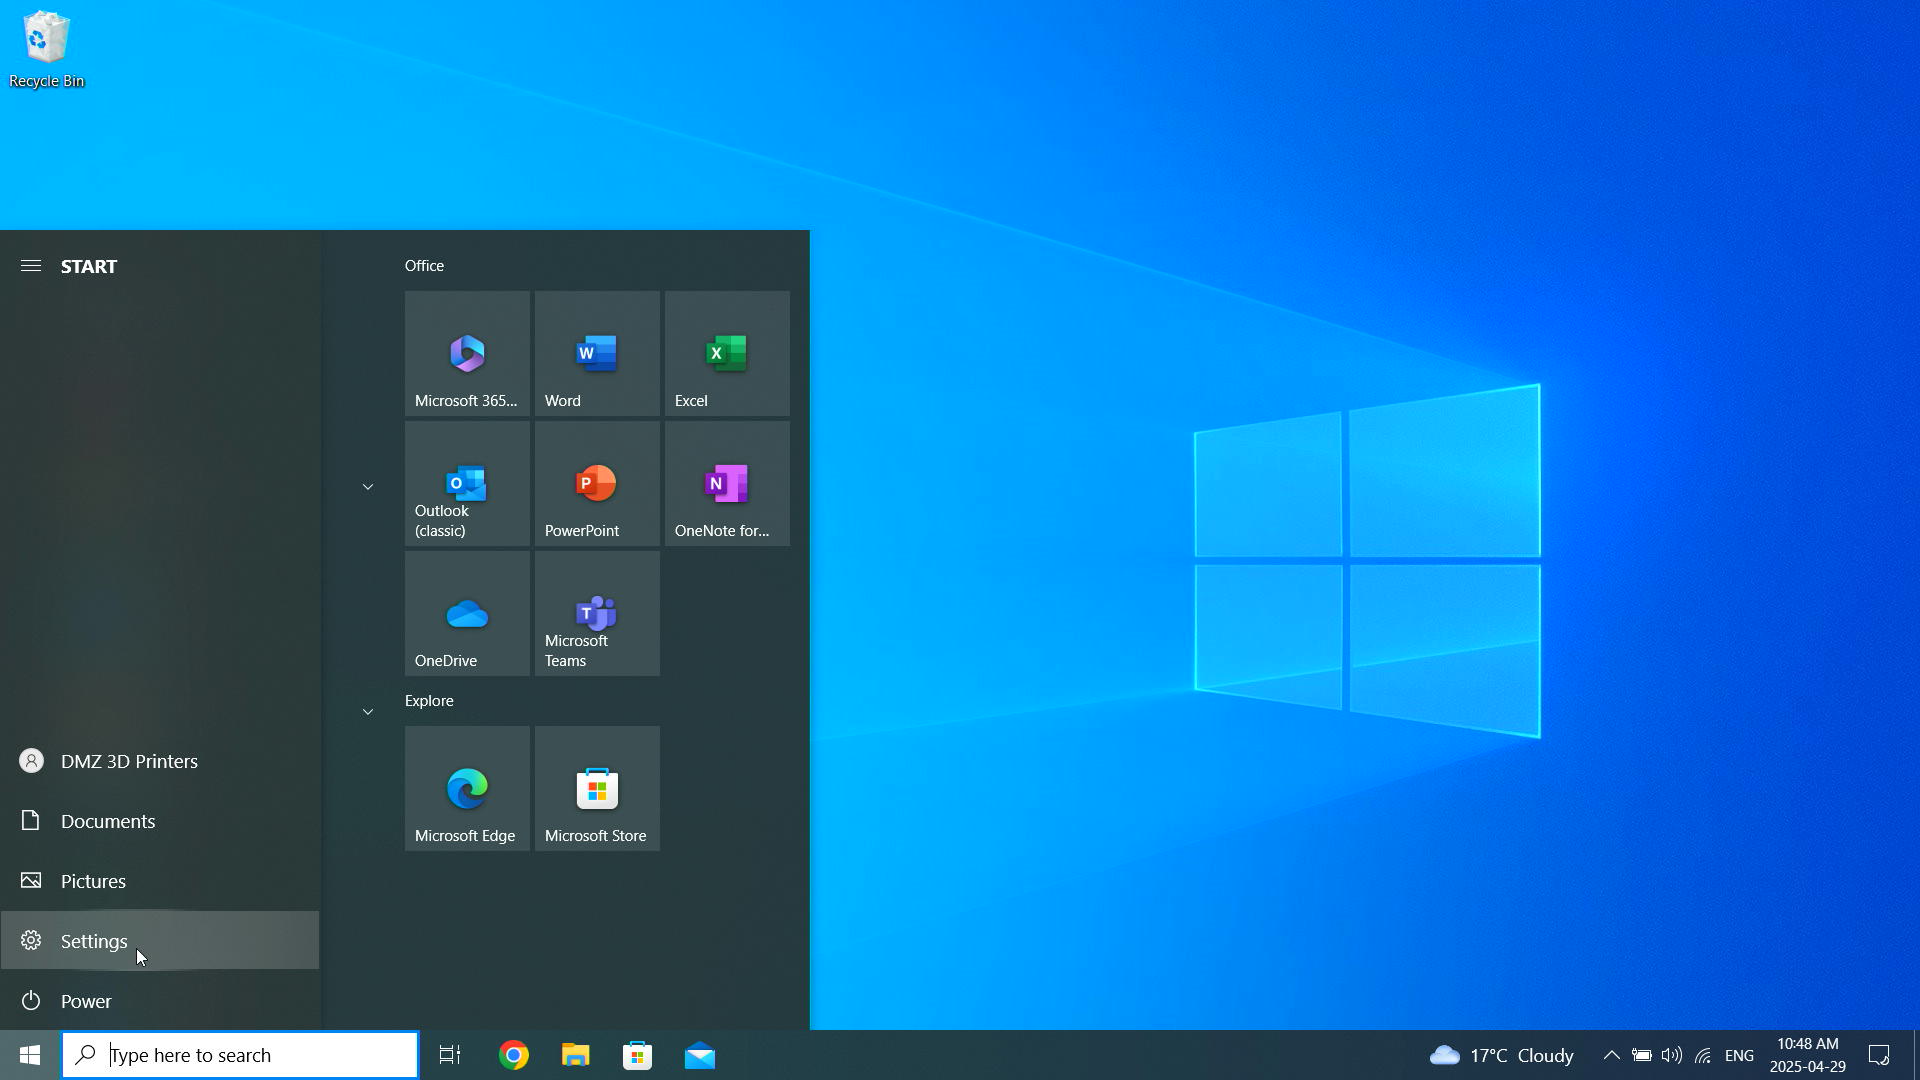 Recycle Bin
START
DMZ 3D Printers
Documents
Pictures
Settings
Power
Office
Microsoft 365...
Word
Excel
Outlook
(classic)
PowerPoint
OneNote for...
OneDrive
Microsoft
Teams
Explore
Microsoft Edge
Microsoft Store
Type here to search
17°C Cloudy
ENG
10:48 AM
2025-04-29